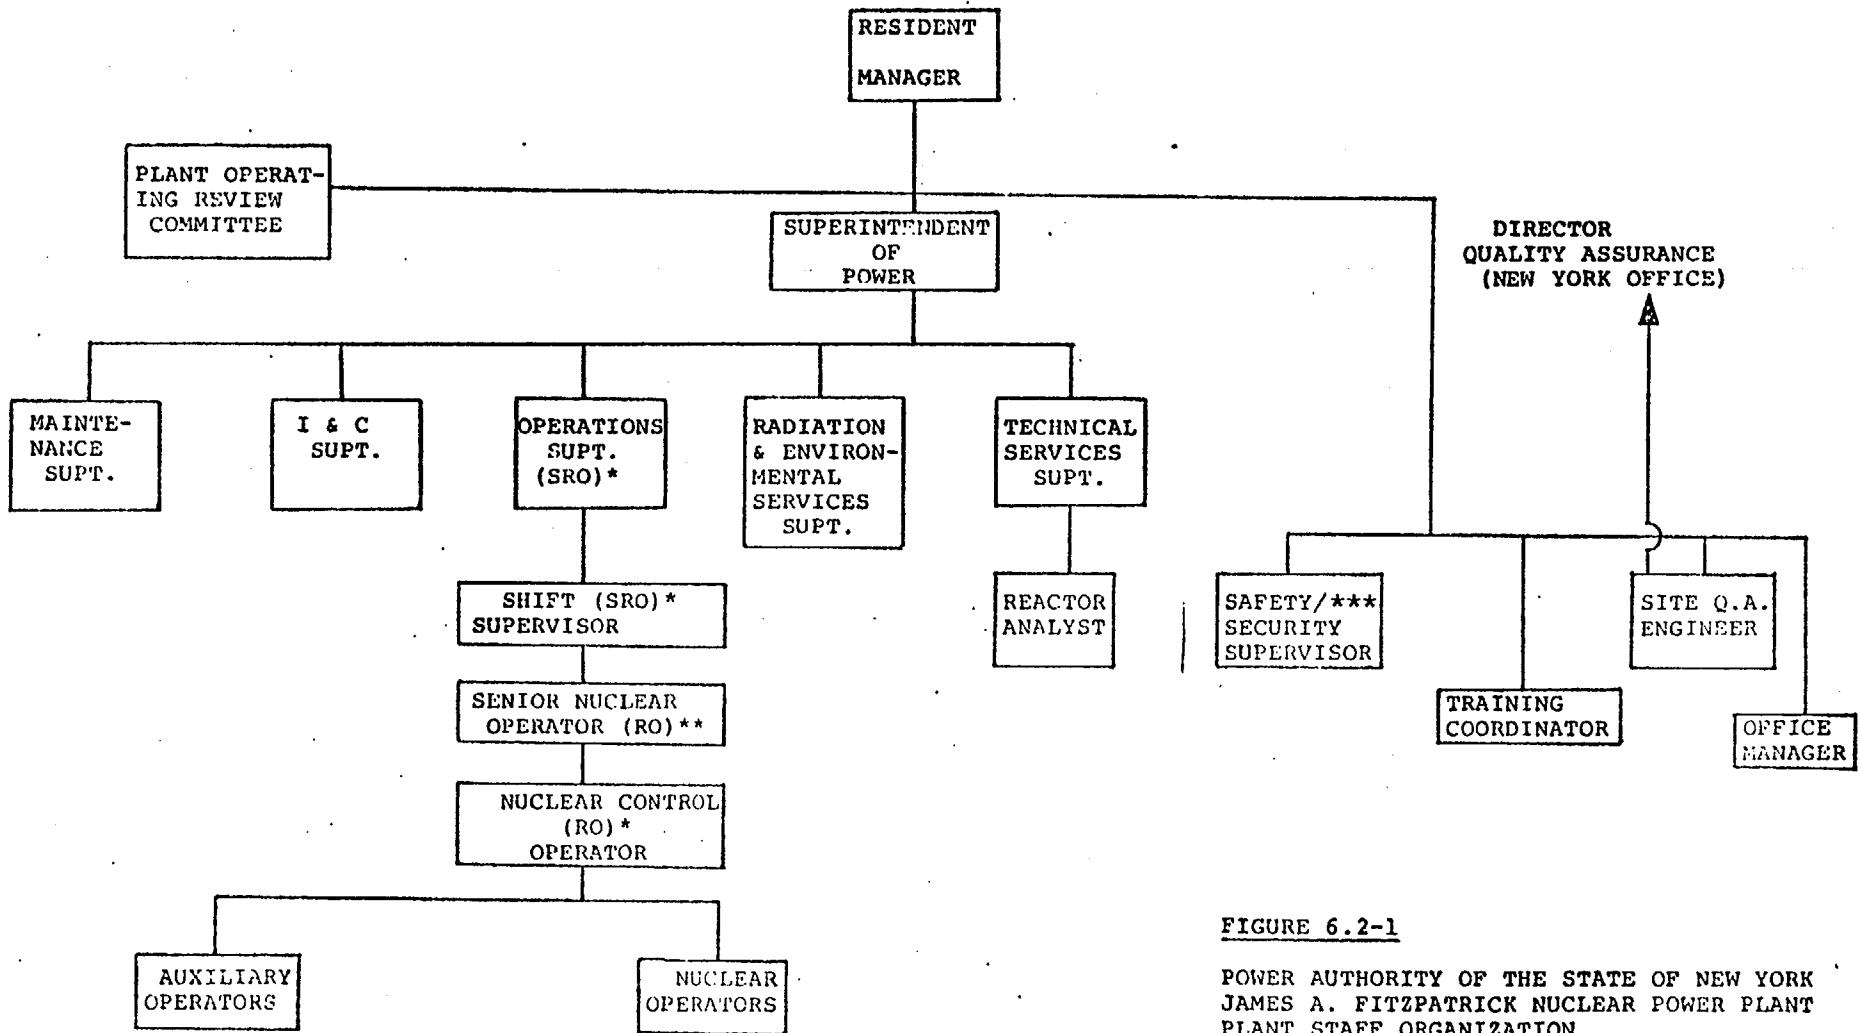 RESIDENT
MANAGER
PLANT OPERAT-
ING REVIEW
COMMITTEE
SUPERINTENDENT
OF
POWER
DIRECTOR
QUALITY ASSURANCE
(NEW YORK OFFICE)
MAINTE-
NANCE
SUPT.
I & C
SUPT.
OPERATIONS
SUPT.
(SRO)*
RADIATION
& ENVIRON-
MENTAL
SERVICES
SUPT.
TECHNICAL
SERVICES
SUPT.
SHIFT (SRO)*
SUPERVISOR
REACTOR
ANALYST
SAFETY/***
SECURITY
SUPERVISOR
SITE Q.A.
ENGINEER
SENIOR NUCLEAR
OPERATOR (RO)**
TRAINING
COORDINATOR
OFFICE
MANAGER
NUCLEAR CONTROL
(RO)*
OPERATOR
AUXILIARY
OPERATORS
NUCLEAR
OPERATORS
FIGURE 6.2-1
POWER AUTHORITY OF THE STATE OF NEW YORK
JAMES A. FITZPATRICK NUCLEAR POWER PLANT
PLANT STAFF ORGANIZATION